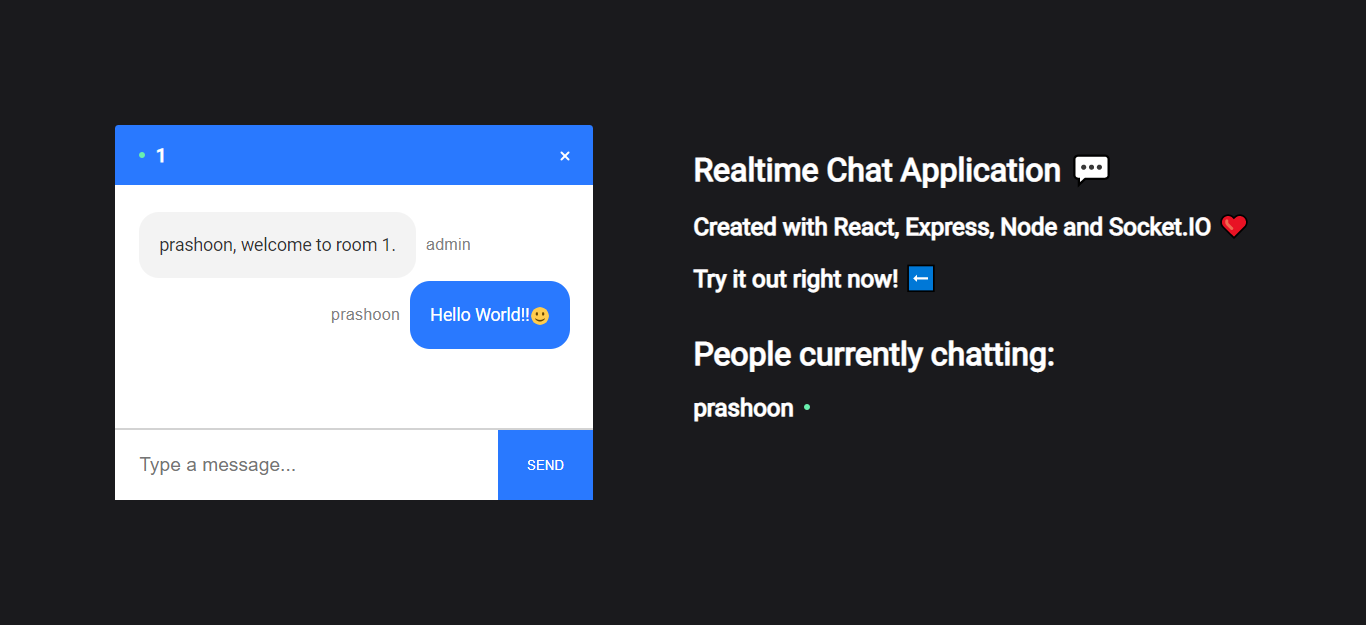 1 ×
prashoon, welcome to room 1. admin
prashoon Hello World!!🙂
Type a message...
SEND
Realtime Chat Application 💬
Created with React, Express, Node and Socket.IO ❤️
Try it out right now! ⬅️
People currently chatting:
prashoon